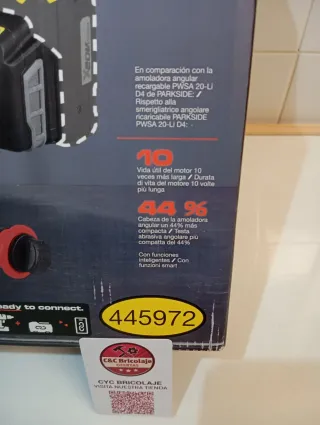 En comparación con la
amoladora angular
recargable PWSA 20-Li
D4 de PARKSIDE: /
Rispetto alla
smerigliatrice angolare
ricaricabile PARKSIDE
PWSA 20-Li D4: -
10
Vida útil del motor 10
veces más larga / Durata
di vita del motore 10 volte
più lunga
44 %
Cabeza de la amoladora
angular un 44% más
compacta / Testa
abrasiva angolare più
compatta del 44%
Con funciones
inteligentes / Con
funzioni smart
ready to connect.
445972
C&C Bricolaje
CYC BRICOLAJE
VISITA NUESTRA TIENDA